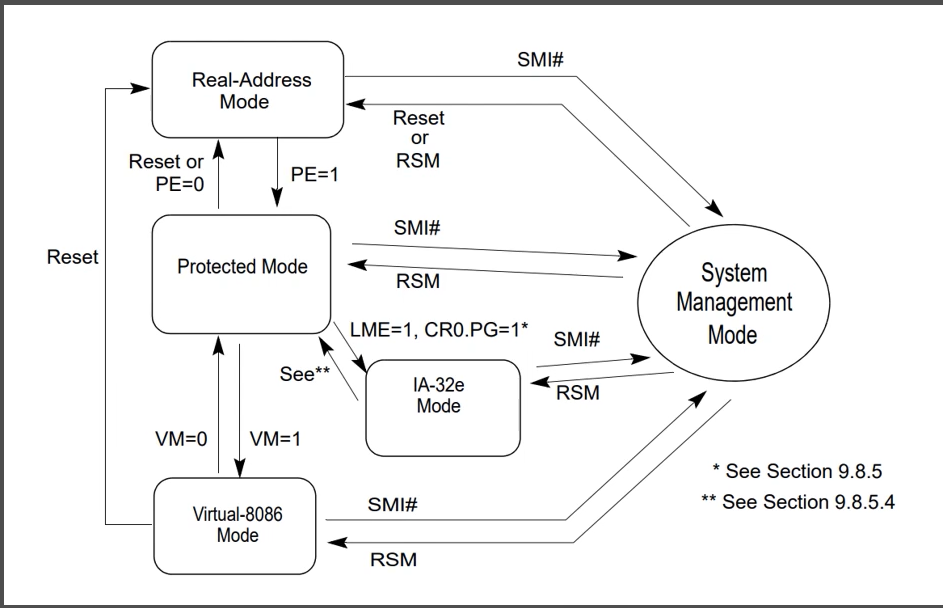 SMI#
Real-Address
Mode
Reset
or
RSM
Reset or
PE=0
PE=1
SMI#
Reset
Protected Mode
RSM
System
Management
Mode
LME=1, CR0.PG=1*
SMI#
See**
IA-32e
Mode
RSM
VM=0
VM=1
* See Section 9.8.5
** See Section 9.8.5.4
SMI#
Virtual-8086
Mode
RSM